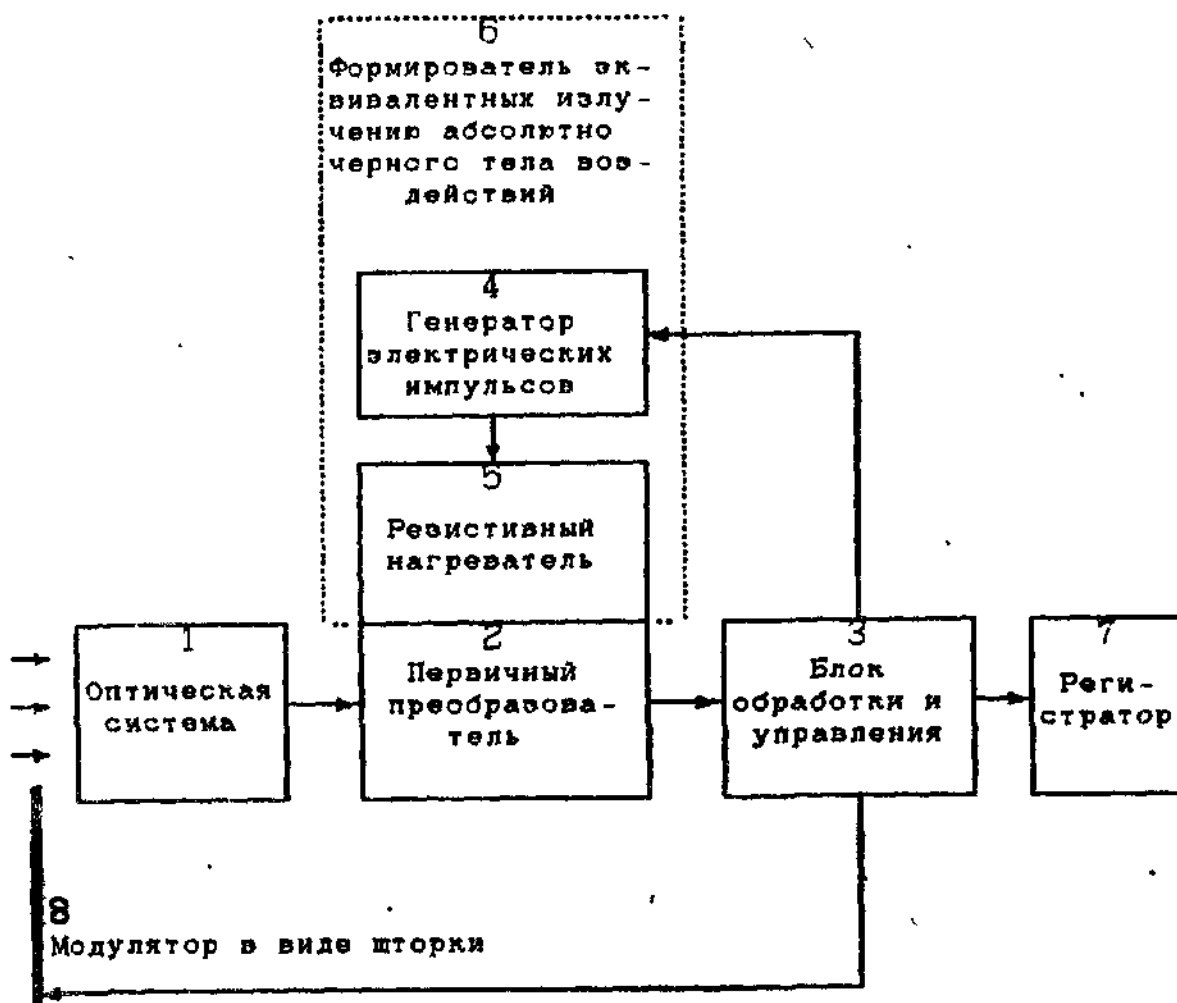 6
Формирователь эк-
вивалентных излу-
чению абсолютно
черного тела воз-
действий
4
Генератор
электрических
импульсов
5
Резистивный
нагреватель
1
Оптическая
система
2
Первичный
преобразова-
тель
3
Блок
обработки и
управления
7
Реги-
стратор
8
Модулятор в виде шторки